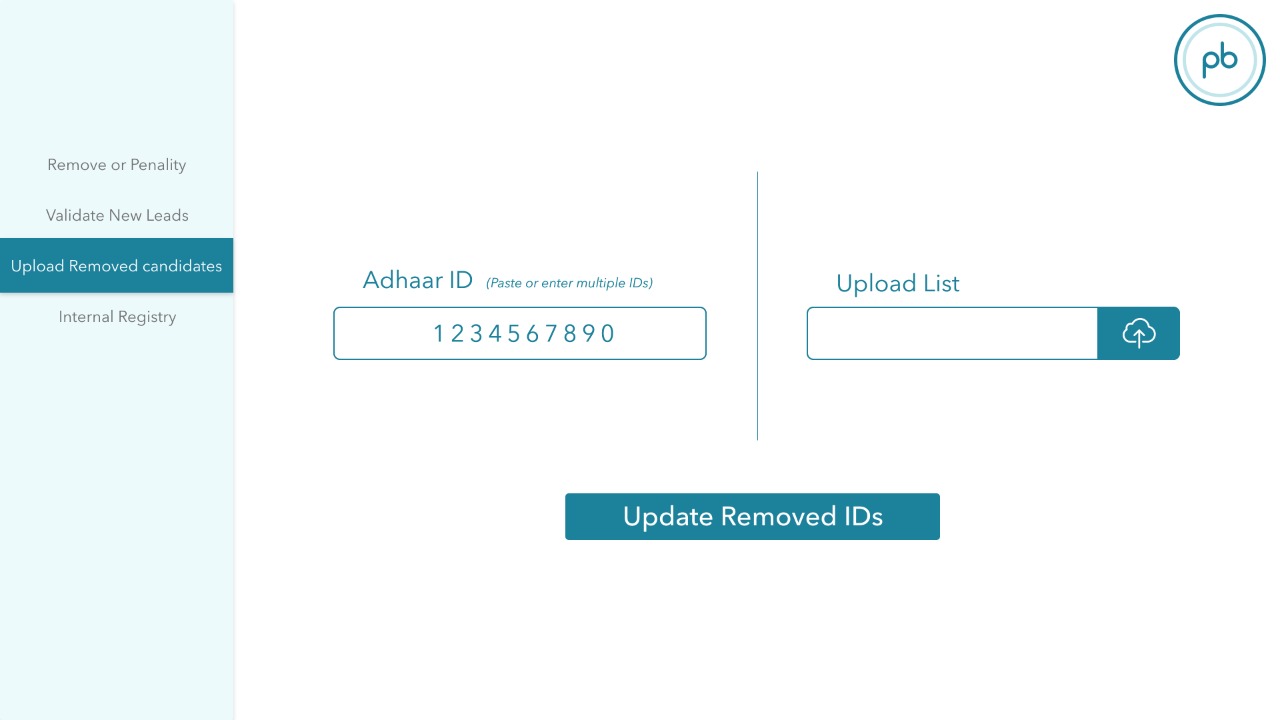 pb
Remove or Penality
Validate New Leads
Upload Removed candidates
Internal Registry
Adhaar ID (Paste or enter multiple IDs)
1 2 3 4 5 6 7 8 9 0
Upload List
Update Removed IDs